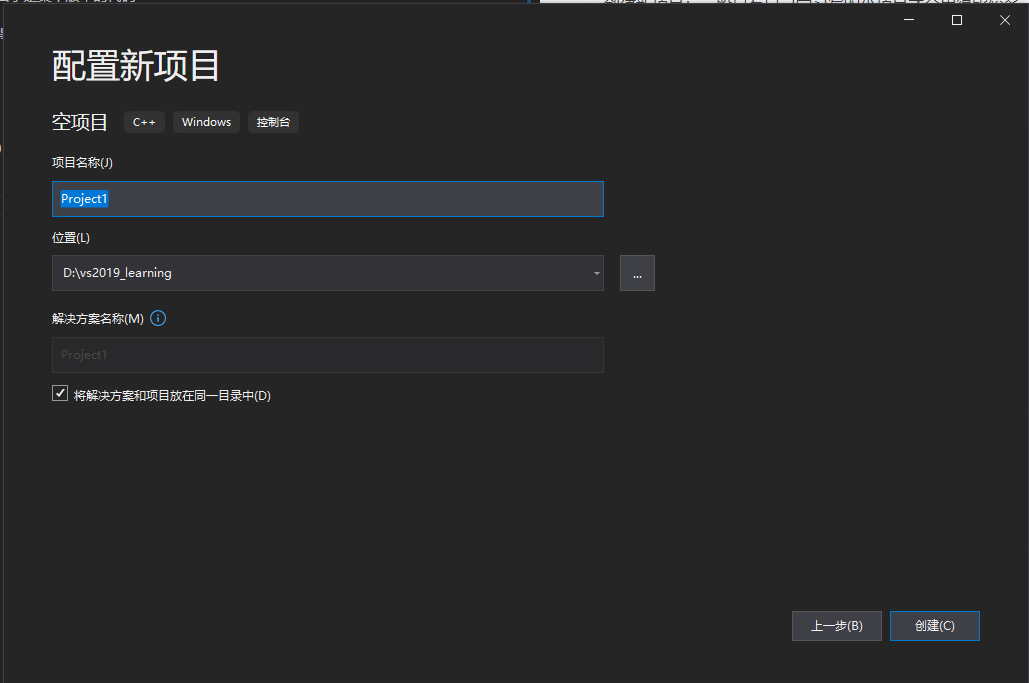 配置新项目
空项目 C++ Windows 控制台
项目名称(J)
Project1
位置(L)
D:\vs2019_learning
...
解决方案名称(M)
Project1
将解决方案和项目放在同一目录中(D)
上一步(B) 创建(C)